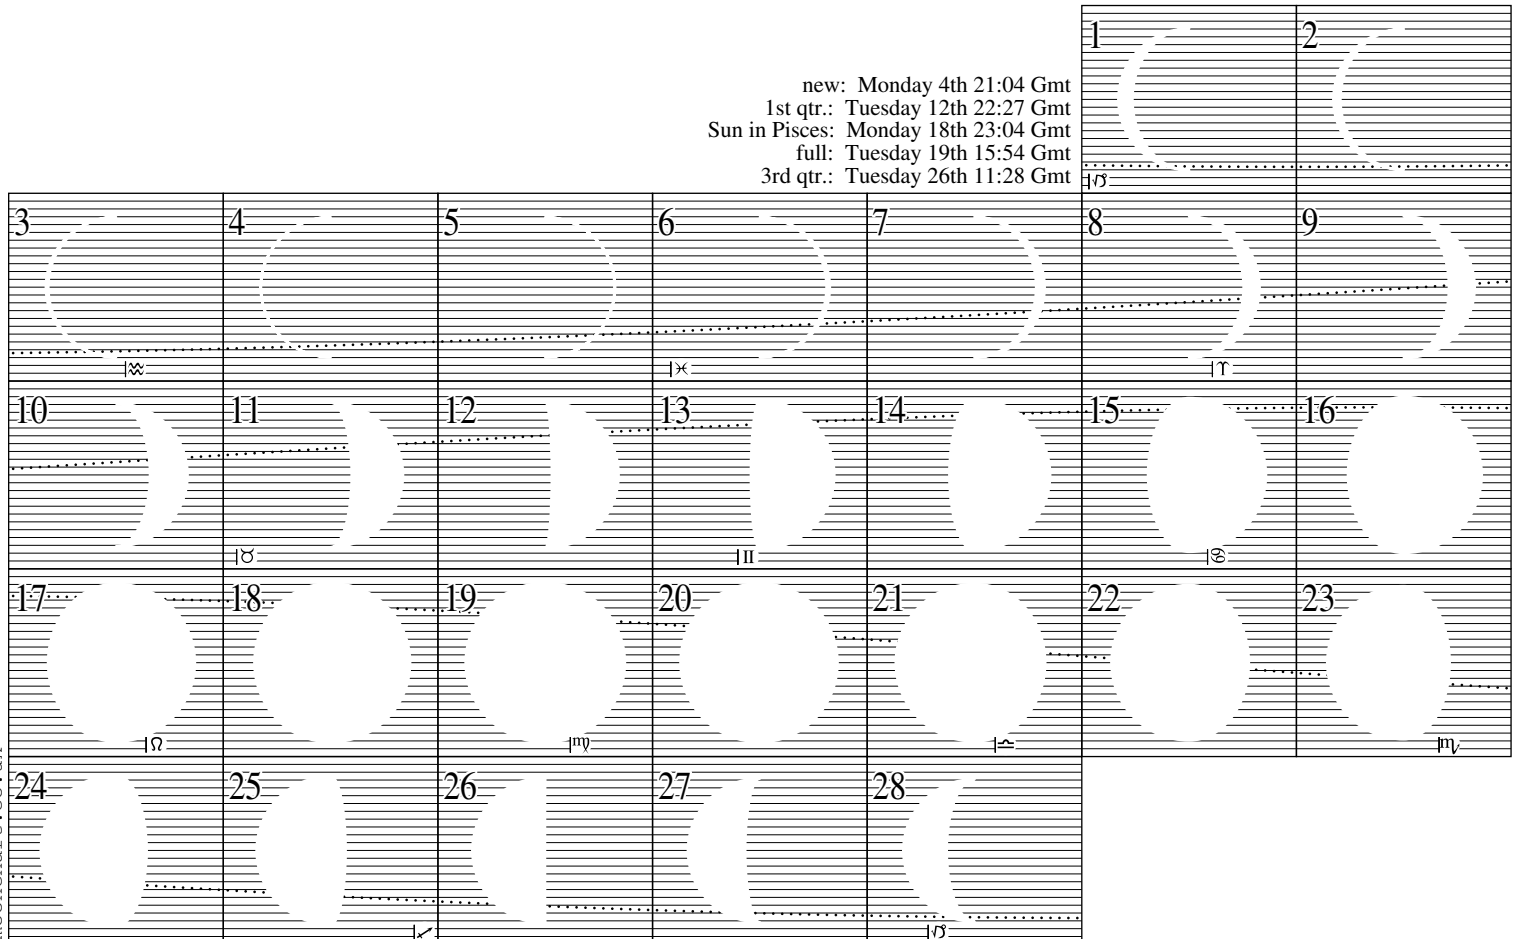 1 2
new: Monday 4th 21:04 Gmt
1st qtr.: Tuesday 12th 22:27 Gmt
Sun in Pisces: Monday 18th 23:04 Gmt
full: Tuesday 19th 15:54 Gmt
3rd qtr.: Tuesday 26th 11:28 Gmt
♑
3 4 5 6 7 8 9
♒ ♓ ♈
10 11 12 13 14 15 16
♉ ♊ ♋
17 18 19 20 21 22 23
♌ ♍ ♎ ♏
24 25 26 27 28
♐ ♑